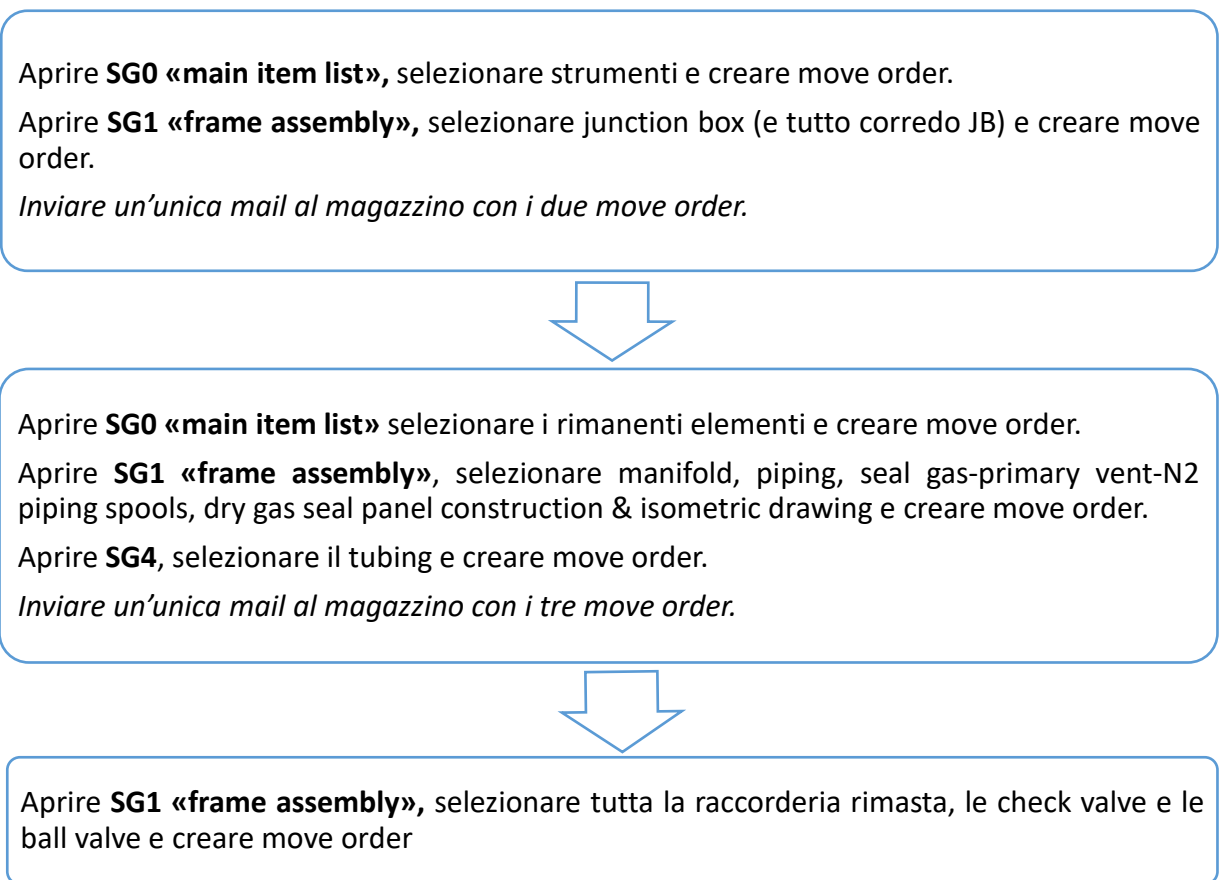 Aprire SG0 «main item list», selezionare strumenti e creare move order.
Aprire SG1 «frame assembly», selezionare junction box (e tutto corredo JB) e creare move
order.
Inviare un’unica mail al magazzino con i due move order.
Aprire SG0 «main item list» selezionare i rimanenti elementi e creare move order.
Aprire SG1 «frame assembly», selezionare manifold, piping, seal gas-primary vent-N2
piping spools, dry gas seal panel construction & isometric drawing e creare move order.
Aprire SG4, selezionare il tubing e creare move order.
Inviare un’unica mail al magazzino con i tre move order.
Aprire SG1 «frame assembly», selezionare tutta la raccorderia rimasta, le check valve e le
ball valve e creare move order